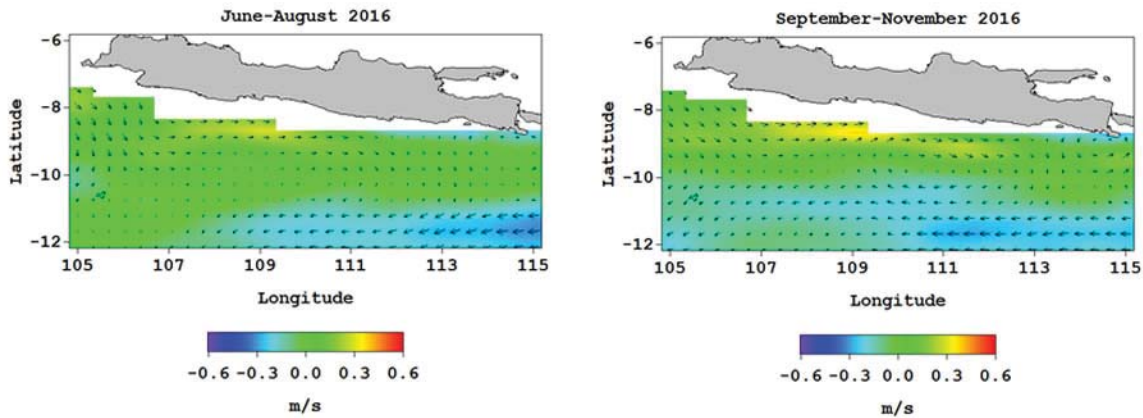 June-August 2016
-6
-8
-10
-12
Latitude
105 107 109 111 113 115
Longitude
-0.6 -0.3 0.0 0.3 0.6
m/s
September-November 2016
-6
-8
-10
-12
Latitude
105 107 109 111 113 115
Longitude
-0.6 -0.3 0.0 0.3 0.6
m/s